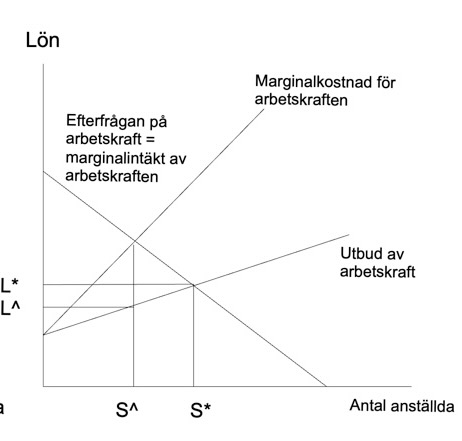 Lön
Marginalkostnad för
arbetskraften
Efterfrågan på
arbetskraft =
marginalintäkt av
arbetskraften
Utbud av
arbetskraft
L*
L^
a
S^
S*
Antal anställda